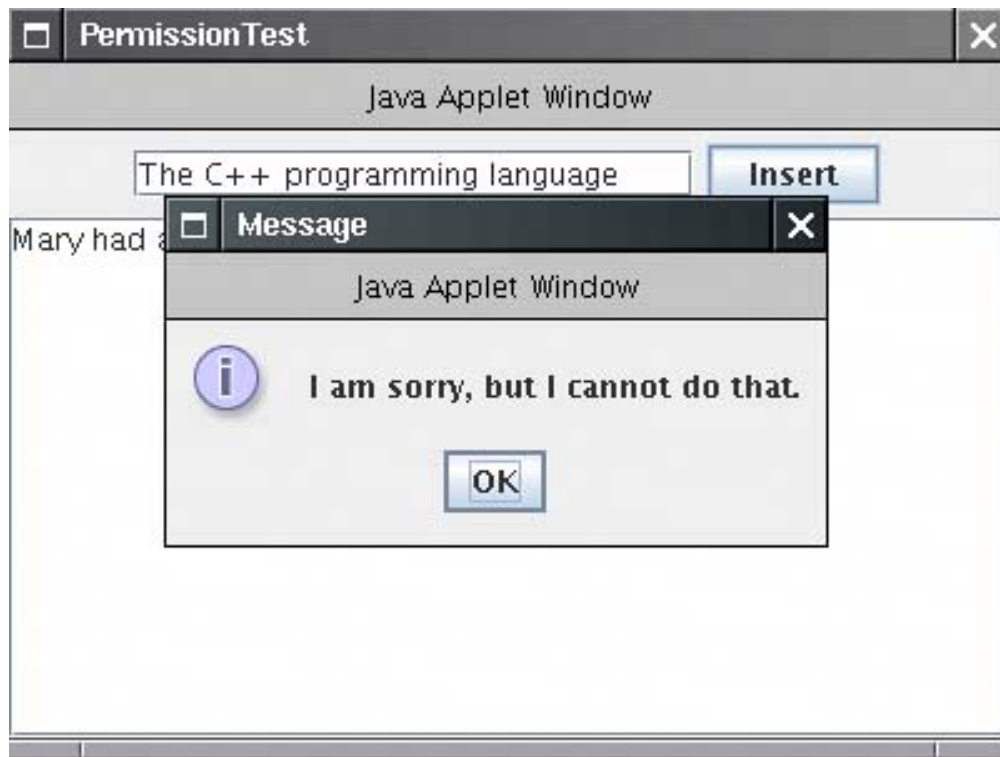 PermissionTest
Java Applet Window
The C++ programming language Insert
Mary had
Message
Java Applet Window
I am sorry, but I cannot do that.
OK